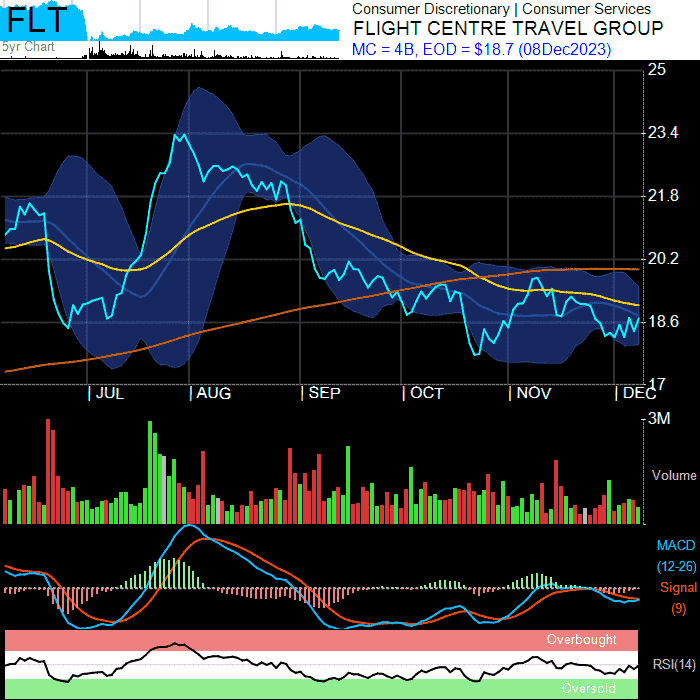 FLT
5yr Chart
Consumer Discretionary | Consumer Services
FLIGHT CENTRE TRAVEL GROUP
MC = 4B, EOD = $18.7 (08Dec2023)
25
23.4
21.8
20.2
18.6
17
| JUL | AUG | SEP | OCT | NOV | DEC
3M
Volume
MACD
(12-26)
Signal
(9)
Overbought
RSI(14)
Oversold